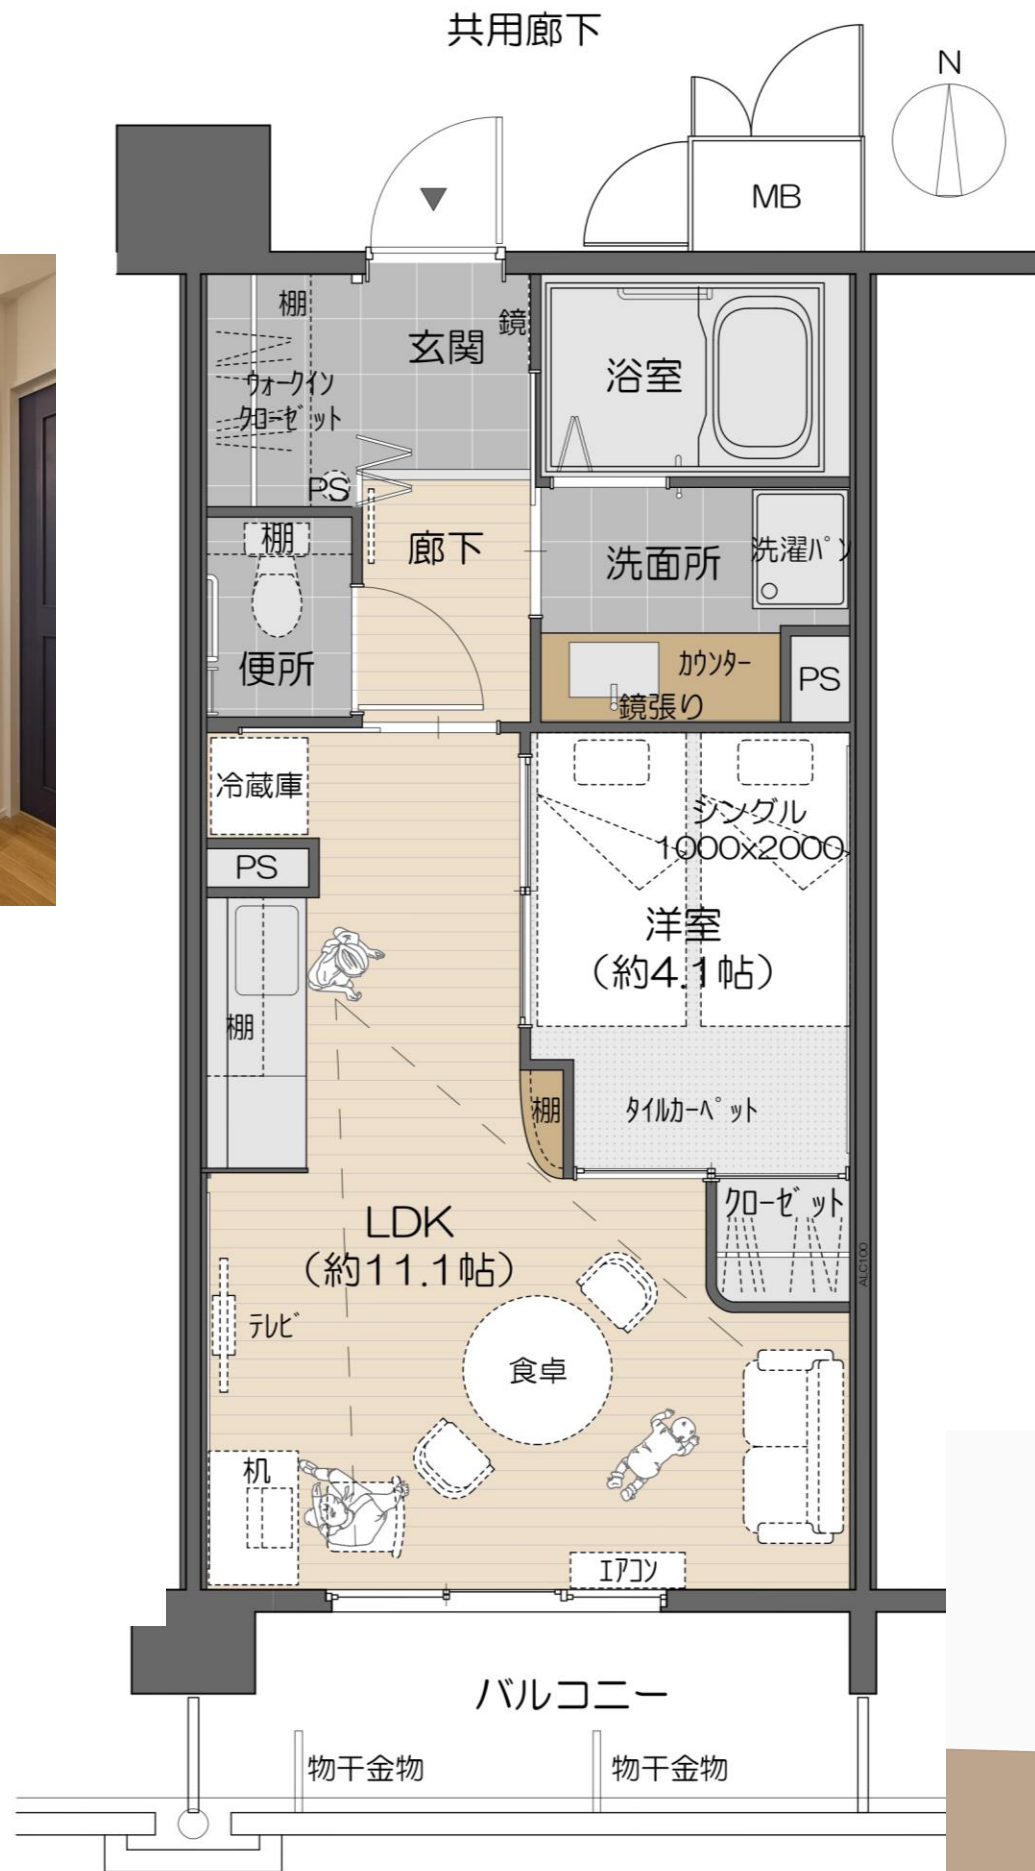 共用廊下
N
MB
棚
鏡
玄関
浴室
ウォークイン
クローゼット
PS
棚
廊下
洗面所
洗濯パン
便所
カウンター
鏡張り
PS
冷蔵庫
シングル
1000x2000
PS
洋室
（約4.1帖）
棚
棚
タイルカーペット
クローゼット
LDK
（約11.1帖）
ALC100
テレビ
食卓
机
エアコン
バルコニー
物干金物
物干金物